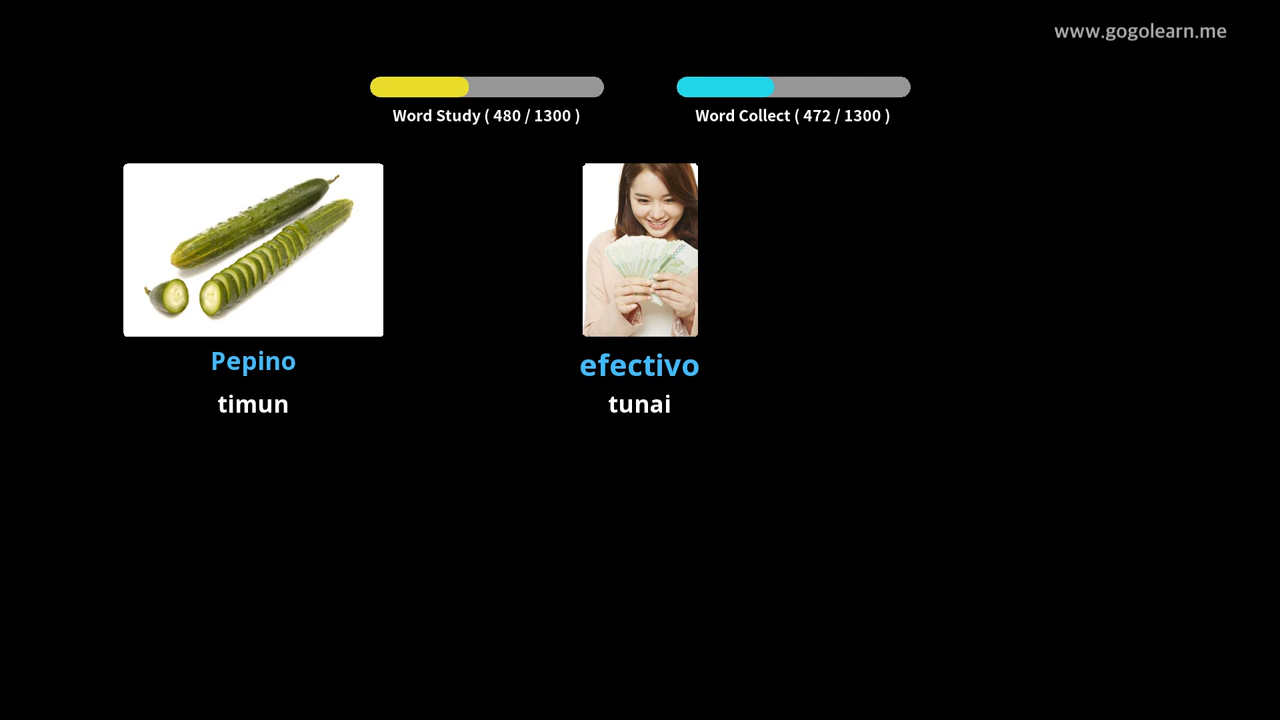 www.gogolearn.me
Word Study ( 480 / 1300 )
Word Collect ( 472 / 1300 )
Pepino
timun
efectivo
tunai